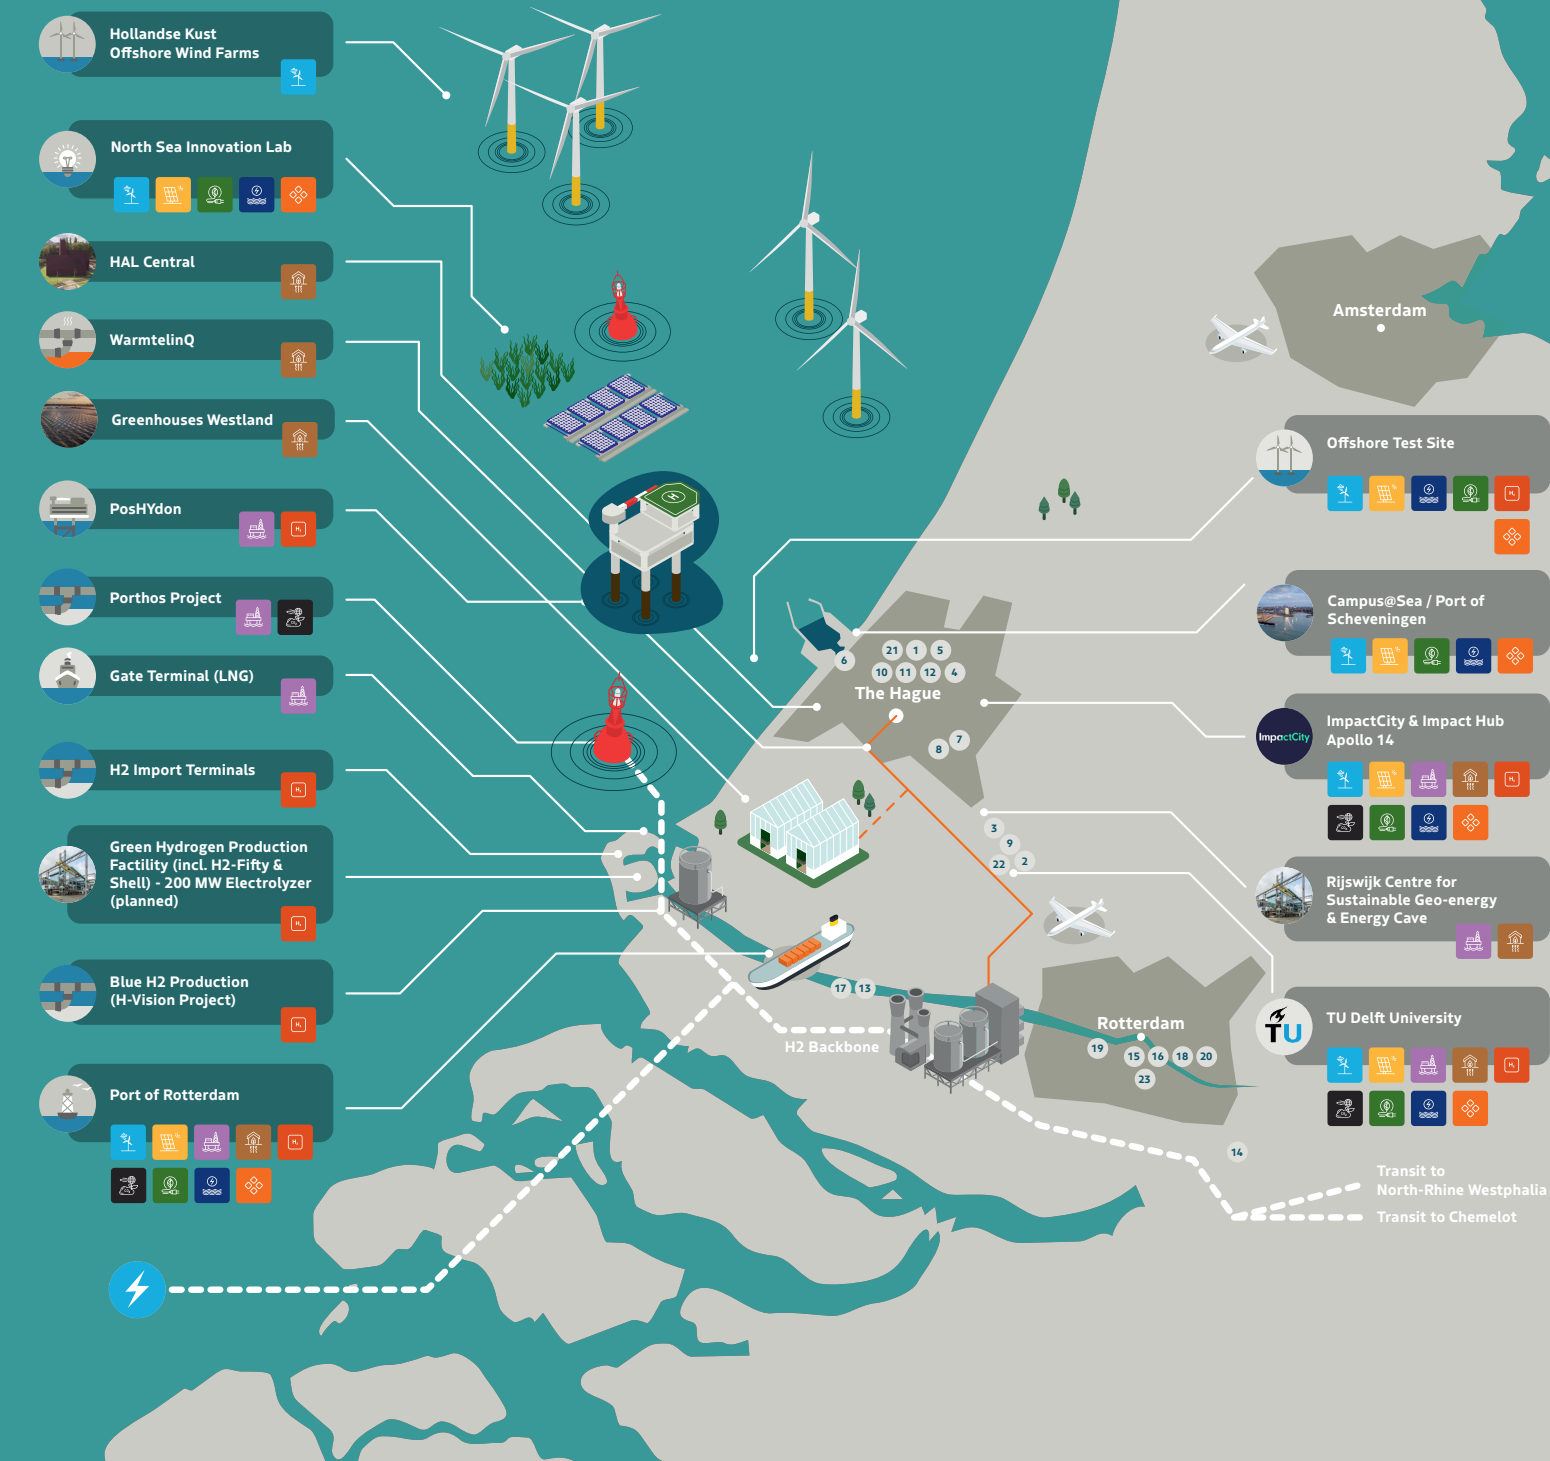 Hollandse Kust
Offshore Wind Farms
North Sea Innovation Lab
HAL Central
WarmtelinQ
Greenhouses Westland
PosHYdon
Porthos Project
Gate Terminal (LNG)
H2 Import Terminals
Green Hydrogen Production
Factility (incl. H2-Fifty &
Shell) - 200 MW Electrolyzer
(planned)
Blue H2 Production
(H-Vision Project)
Port of Rotterdam
Amsterdam
H
6
21
1
5
10
11
12
4
The Hague
7
8
3
9
22
2
17
13
H2 Backbone
Rotterdam
19
15
16
18
20
23
14
Transit to
North-Rhine Westphalia
Transit to Chemelot
Offshore Test Site
Campus@Sea / Port of
Scheveningen
ImpactCity
ImpactCity & Impact Hub
Apollo 14
Rijswijk Centre for
Sustainable Geo-energy
& Energy Cave
TU
TU Delft University